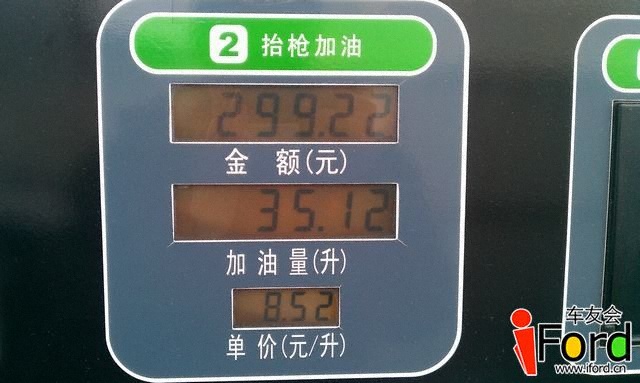 2 抬枪加油
299.22
金 额(元)
35.12
加油量(升)
8.52
单价(元/升)
车友会
iFord
www.iford.cn